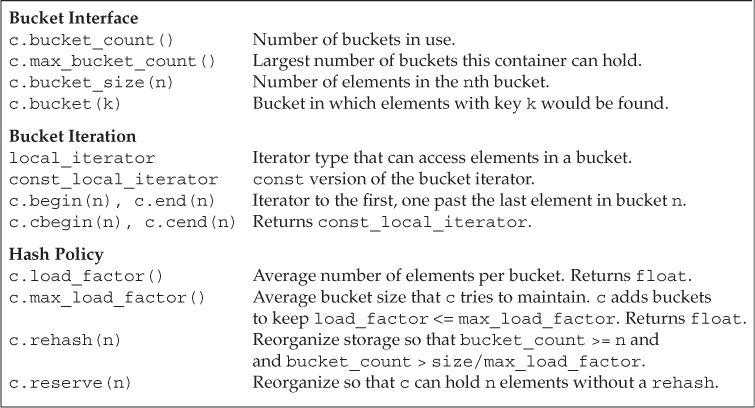 Bucket Interface
c.bucket_count() Number of buckets in use.
c.max_bucket_count() Largest number of buckets this container can hold.
c.bucket_size(n) Number of elements in the nth bucket.
c.bucket(k) Bucket in which elements with key k would be found.
Bucket Iteration
local_iterator Iterator type that can access elements in a bucket.
const_local_iterator const version of the bucket iterator.
c.begin(n), c.end(n) Iterator to the first, one past the last element in bucket n.
c.cbegin(n), c.cend(n) Returns const_local_iterator.
Hash Policy
c.load_factor() Average number of elements per bucket. Returns float.
c.max_load_factor() Average bucket size that c tries to maintain. c adds buckets
to keep load_factor <= max_load_factor. Returns float.
c.rehash(n) Reorganize storage so that bucket_count >= n and
and bucket_count > size/max_load_factor.
c.reserve(n) Reorganize so that c can hold n elements without a rehash.